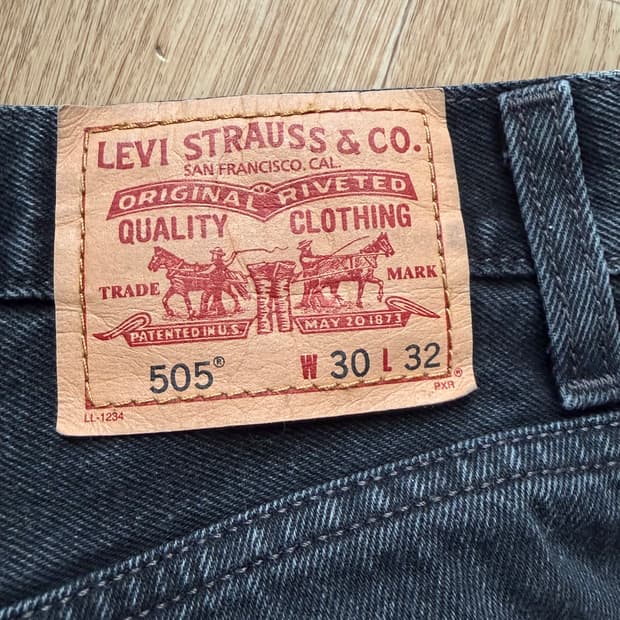 LEVI STRAUSS & CO.
SAN FRANCISCO, CAL.
ORIGINAL RIVETED
QUALITY CLOTHING
TRADE MARK
PATENTED IN U.S. MAY 20 1873
505® W 30 L 32
LL-1234 PXR®